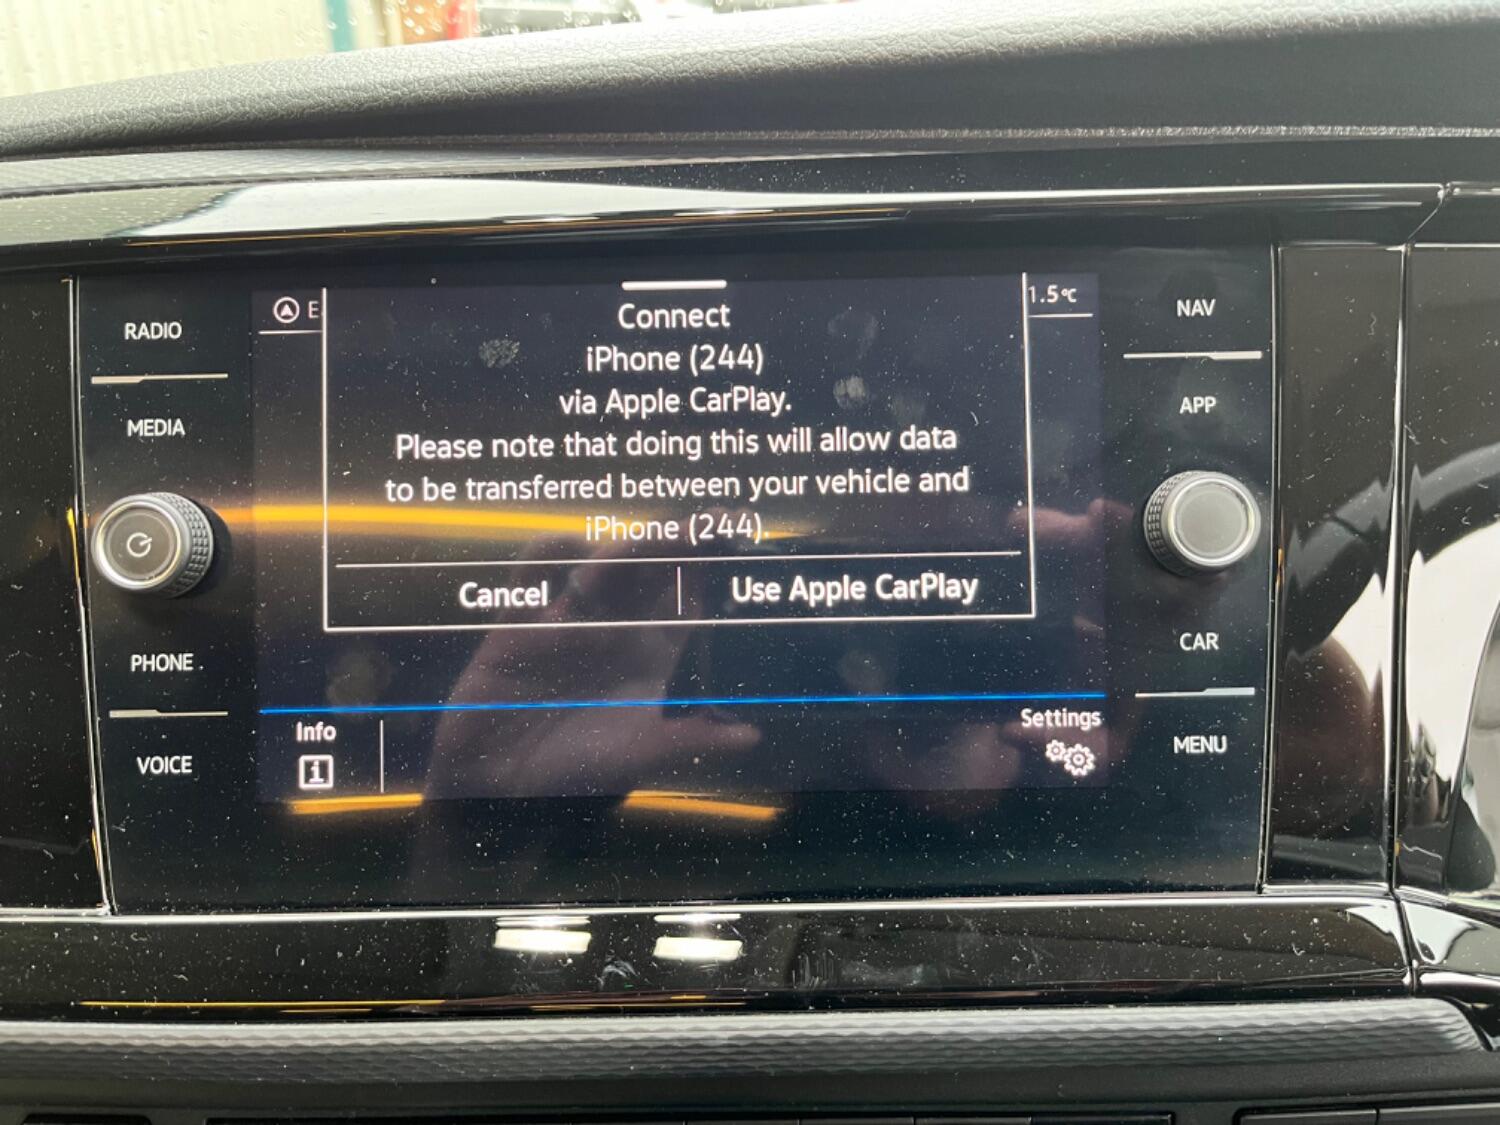 RADIO
MEDIA
PHONE
VOICE
E
1.5°C
Connect
iPhone (244)
via Apple CarPlay.
Please note that doing this will allow data
to be transferred between your vehicle and
iPhone (244).
Cancel
Use Apple CarPlay
Info
Settings
NAV
APP
CAR
MENU